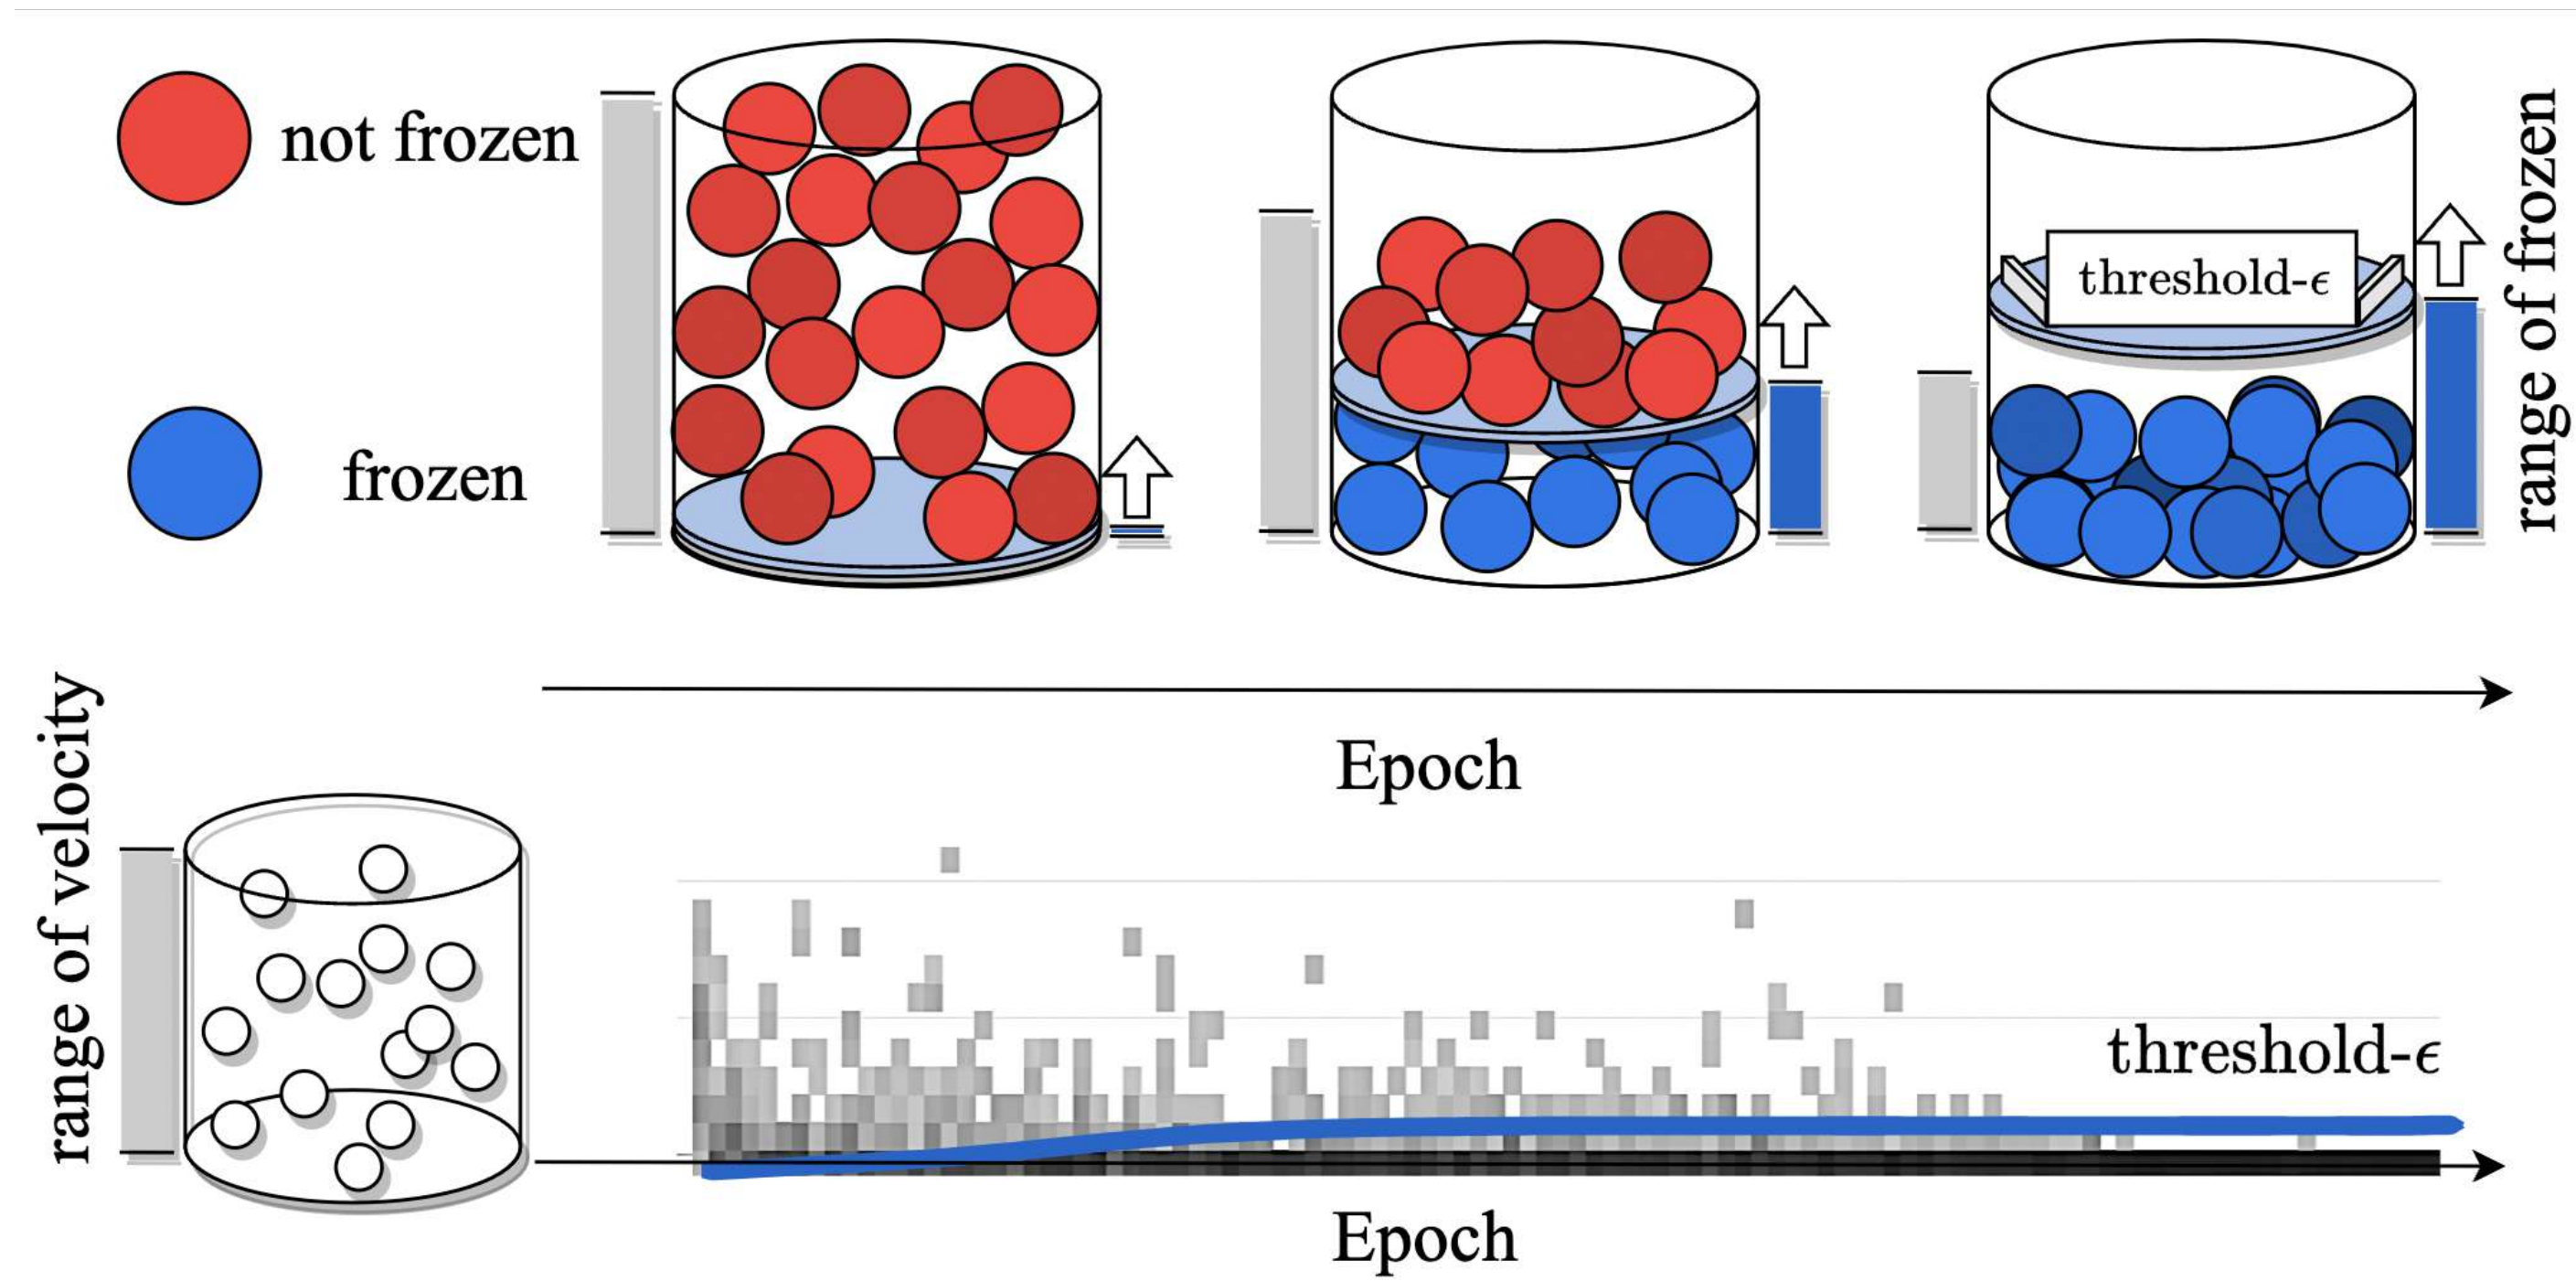 not frozen
frozen
threshold-ϵ
range of frozen
Epoch
range of velocity
threshold-ϵ
Epoch